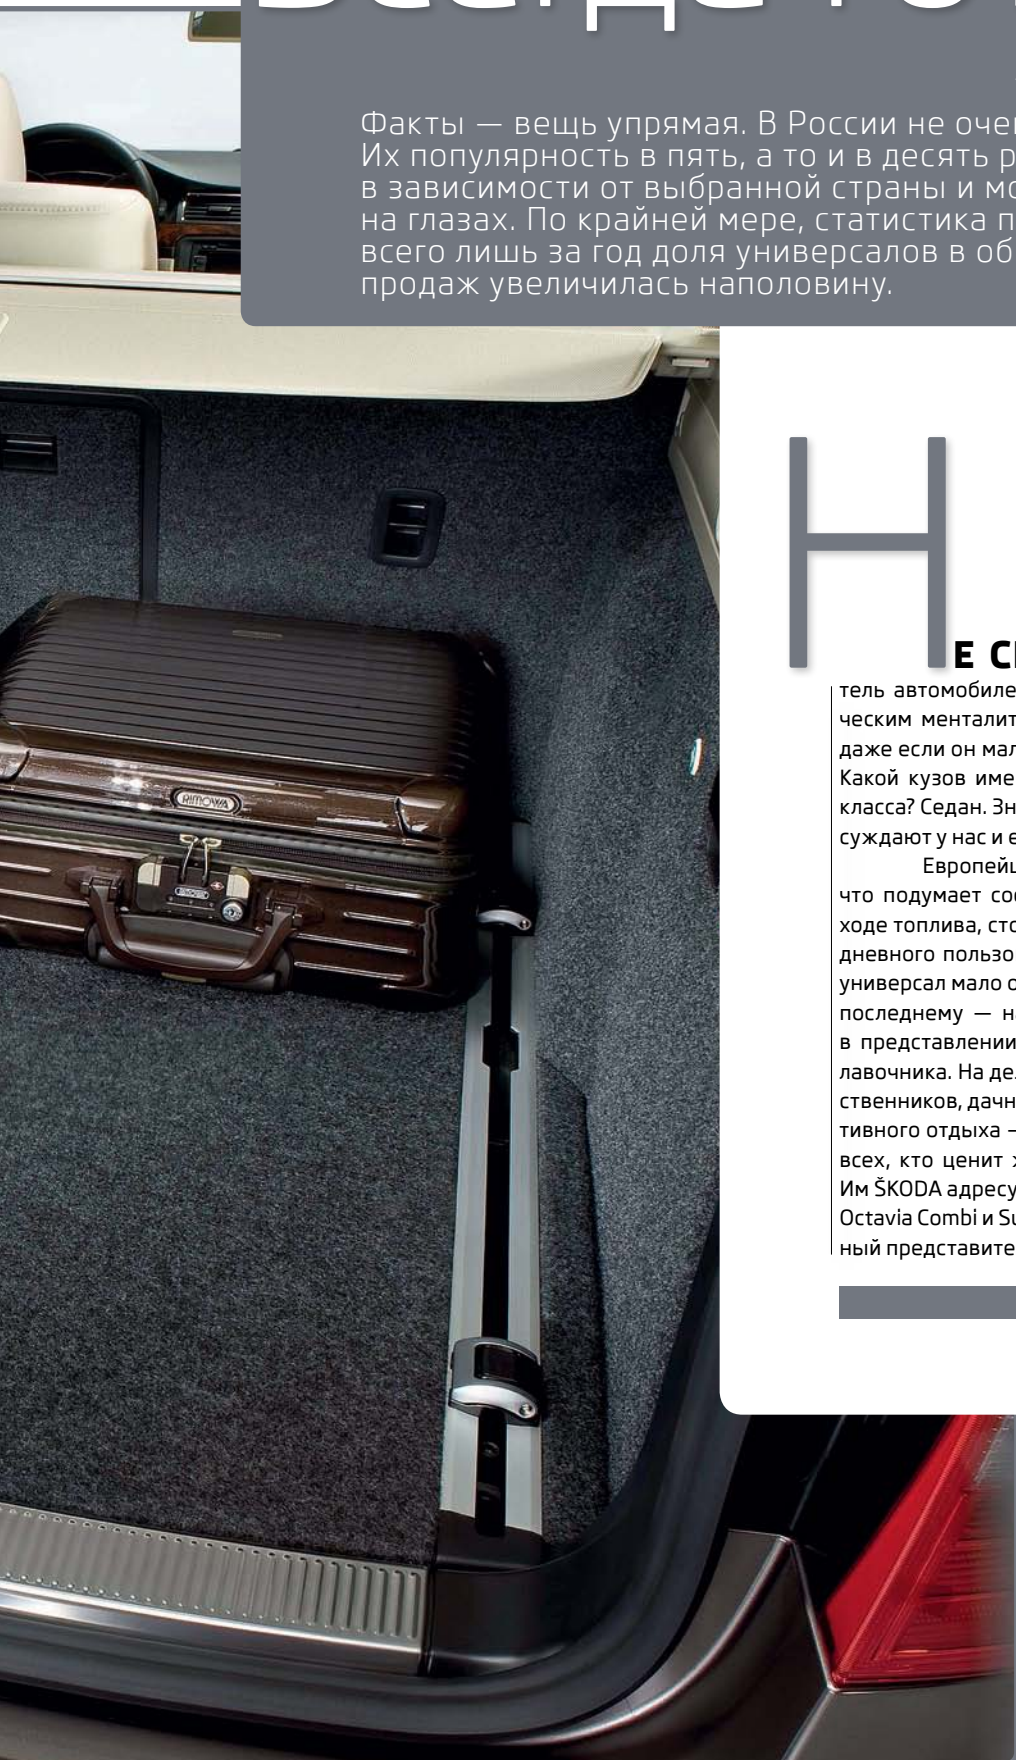 Факты — вещь упрямая. В России не
Их популярность в пять, а то и в десять
в зависимости от выбранной страны и
на глазах. По крайней мере, статистика
всего лишь за год доля универсалов в
продаж увеличилась наполовину.
НЕ
тель автомобиле
ческим менталит
даже если он мал
Какой кузов име
класса? Седан. Зн
суждают у нас и
Европейц
что подумает сос
ходе топлива, сто
дневного пользо
универсал мало
последнему — на
в представлении
лавочника. На дел
ственников, дачн
тивного отдыха —
всех, кто ценит
Им ŠKODA адресу
Octavia Combi и Su
ный представите
RIMOWA